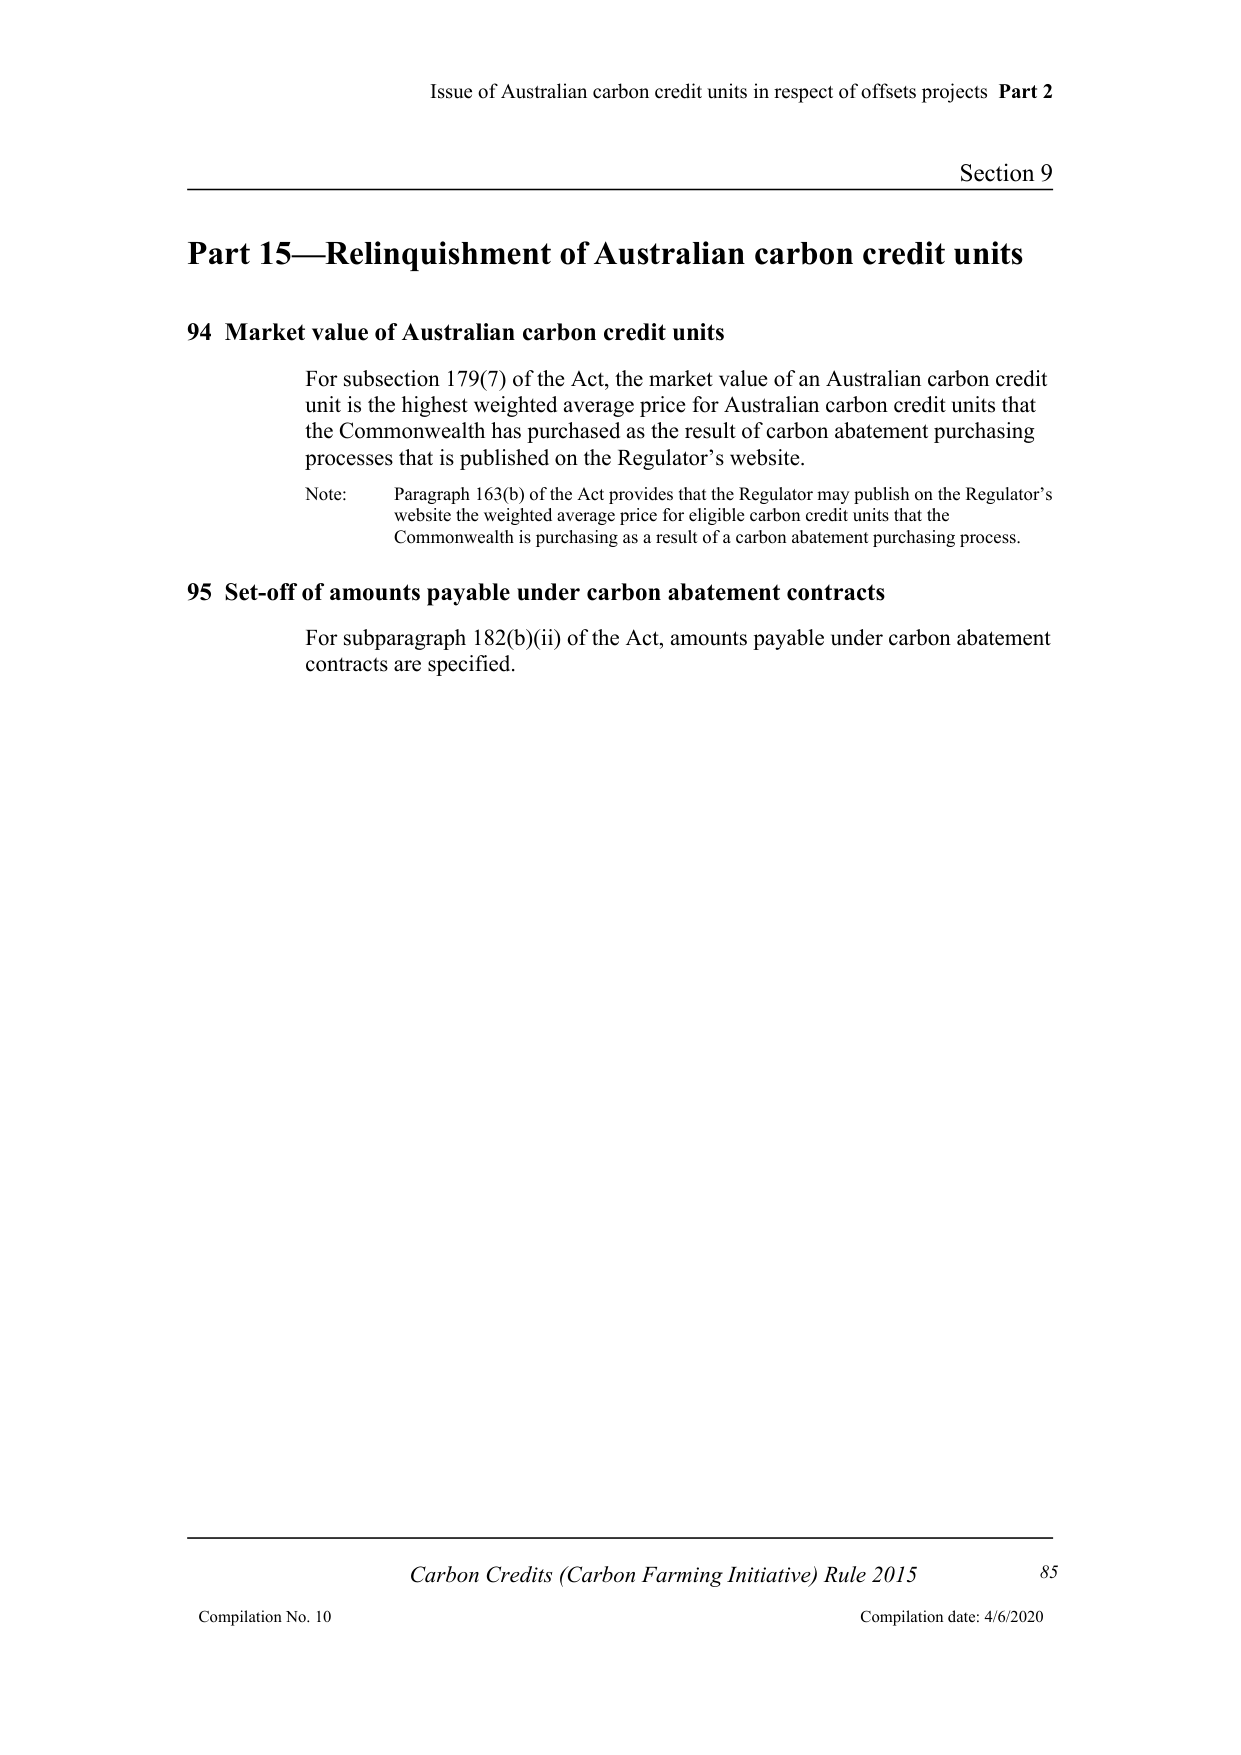 Issue of Australian carbon credit units in respect of offsets projects Part 2
Section 9
Part 15—Relinquishment of Australian carbon credit units
94 Market value of Australian carbon credit units
For subsection 179(7) of the Act, the market value of an Australian carbon credit
unit is the highest weighted average price for Australian carbon credit units that
the Commonwealth has purchased as the result of carbon abatement purchasing
processes that is published on the Regulator’s website.
Note: Paragraph 163(b) of the Act provides that the Regulator may publish on the Regulator’s
website the weighted average price for eligible carbon credit units that the
Commonwealth is purchasing as a result of a carbon abatement purchasing process.
95 Set-off of amounts payable under carbon abatement contracts
For subparagraph 182(b)(ii) of the Act, amounts payable under carbon abatement
contracts are specified.
Carbon Credits (Carbon Farming Initiative) Rule 2015 85
Compilation No. 10 Compilation date: 4/6/2020